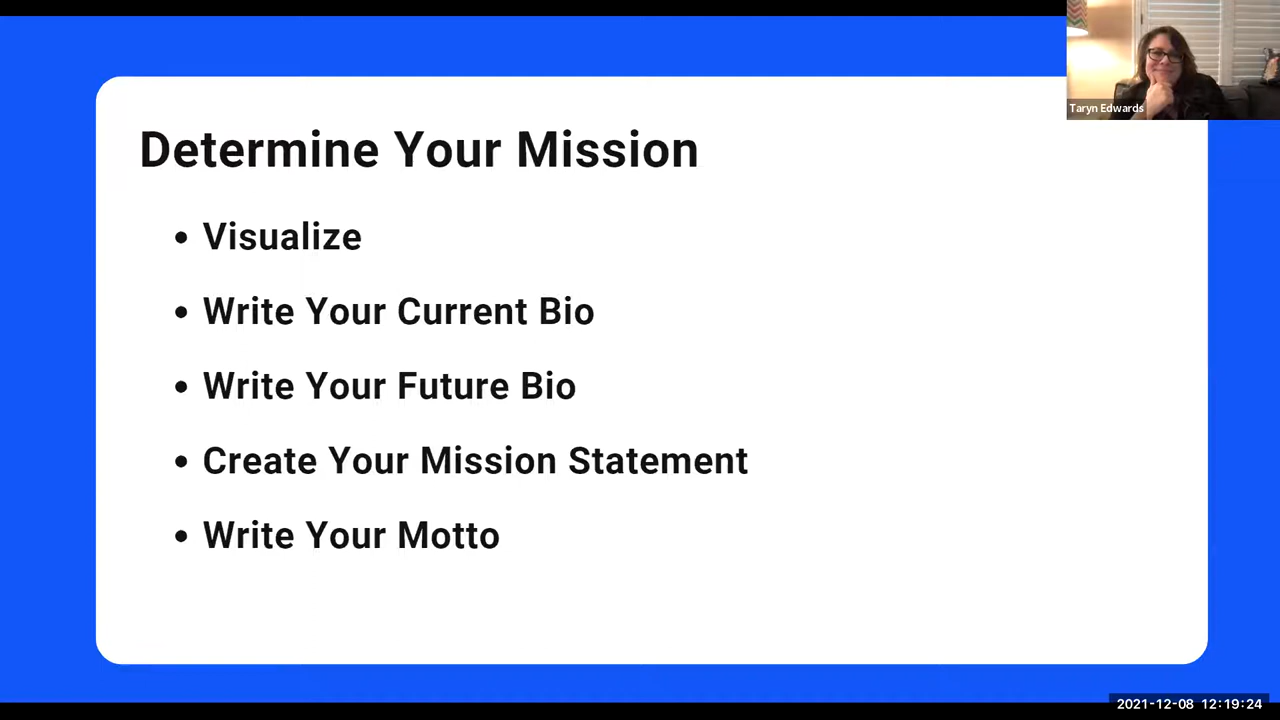 Determine Your Mission
• Visualize
• Write Your Current Bio
• Write Your Future Bio
• Create Your Mission Statement
• Write Your Motto
Taryn Edwards
2021-12-08 12:19:24